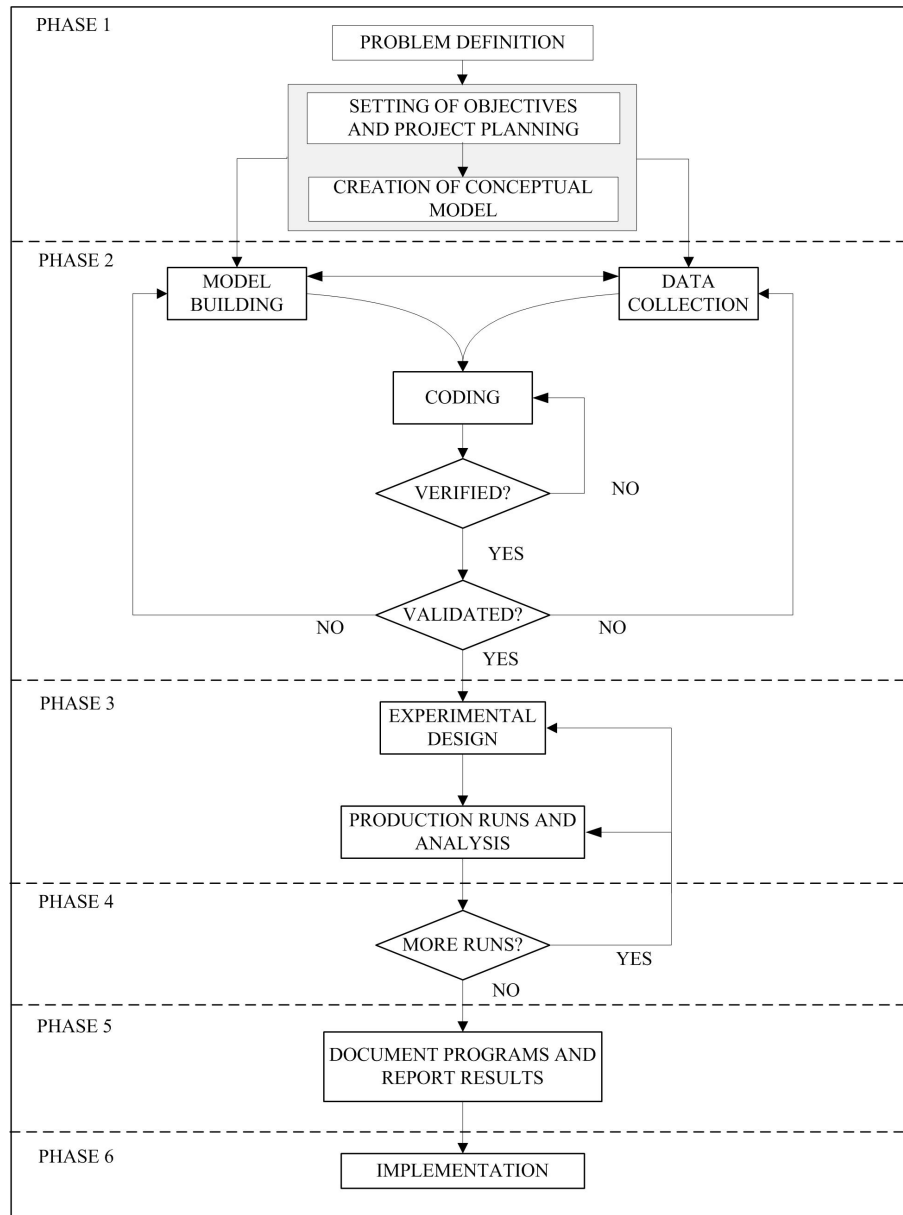 PHASE 1
PROBLEM DEFINITION
SETTING OF OBJECTIVES
AND PROJECT PLANNING
CREATION OF CONCEPTUAL
MODEL
PHASE 2
MODEL
BUILDING
DATA
COLLECTION
CODING
VERIFIED?
NO
YES
VALIDATED?
NO
NO
YES
PHASE 3
EXPERIMENTAL
DESIGN
PRODUCTION RUNS AND
ANALYSIS
PHASE 4
MORE RUNS?
YES
NO
PHASE 5
DOCUMENT PROGRAMS AND
REPORT RESULTS
PHASE 6
IMPLEMENTATION